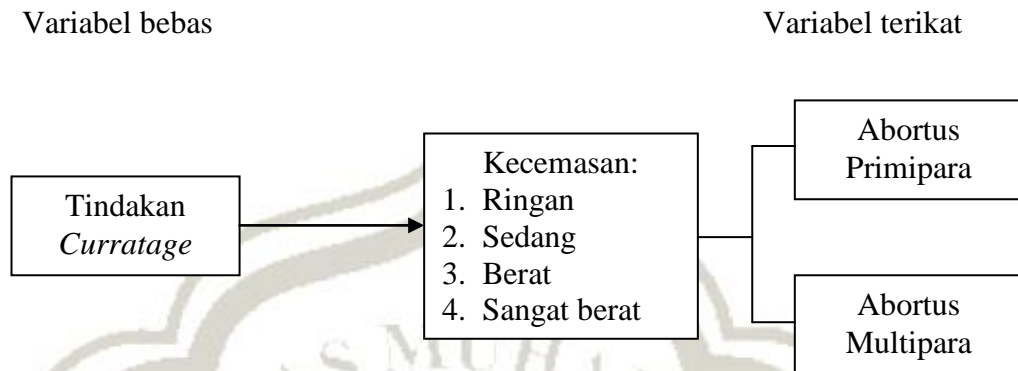 Variabel bebas
Variabel terikat
Tindakan
Curratage
Kecemasan:
1. Ringan
2. Sedang
3. Berat
4. Sangat berat
Abortus
Primipara
Abortus
Multipara